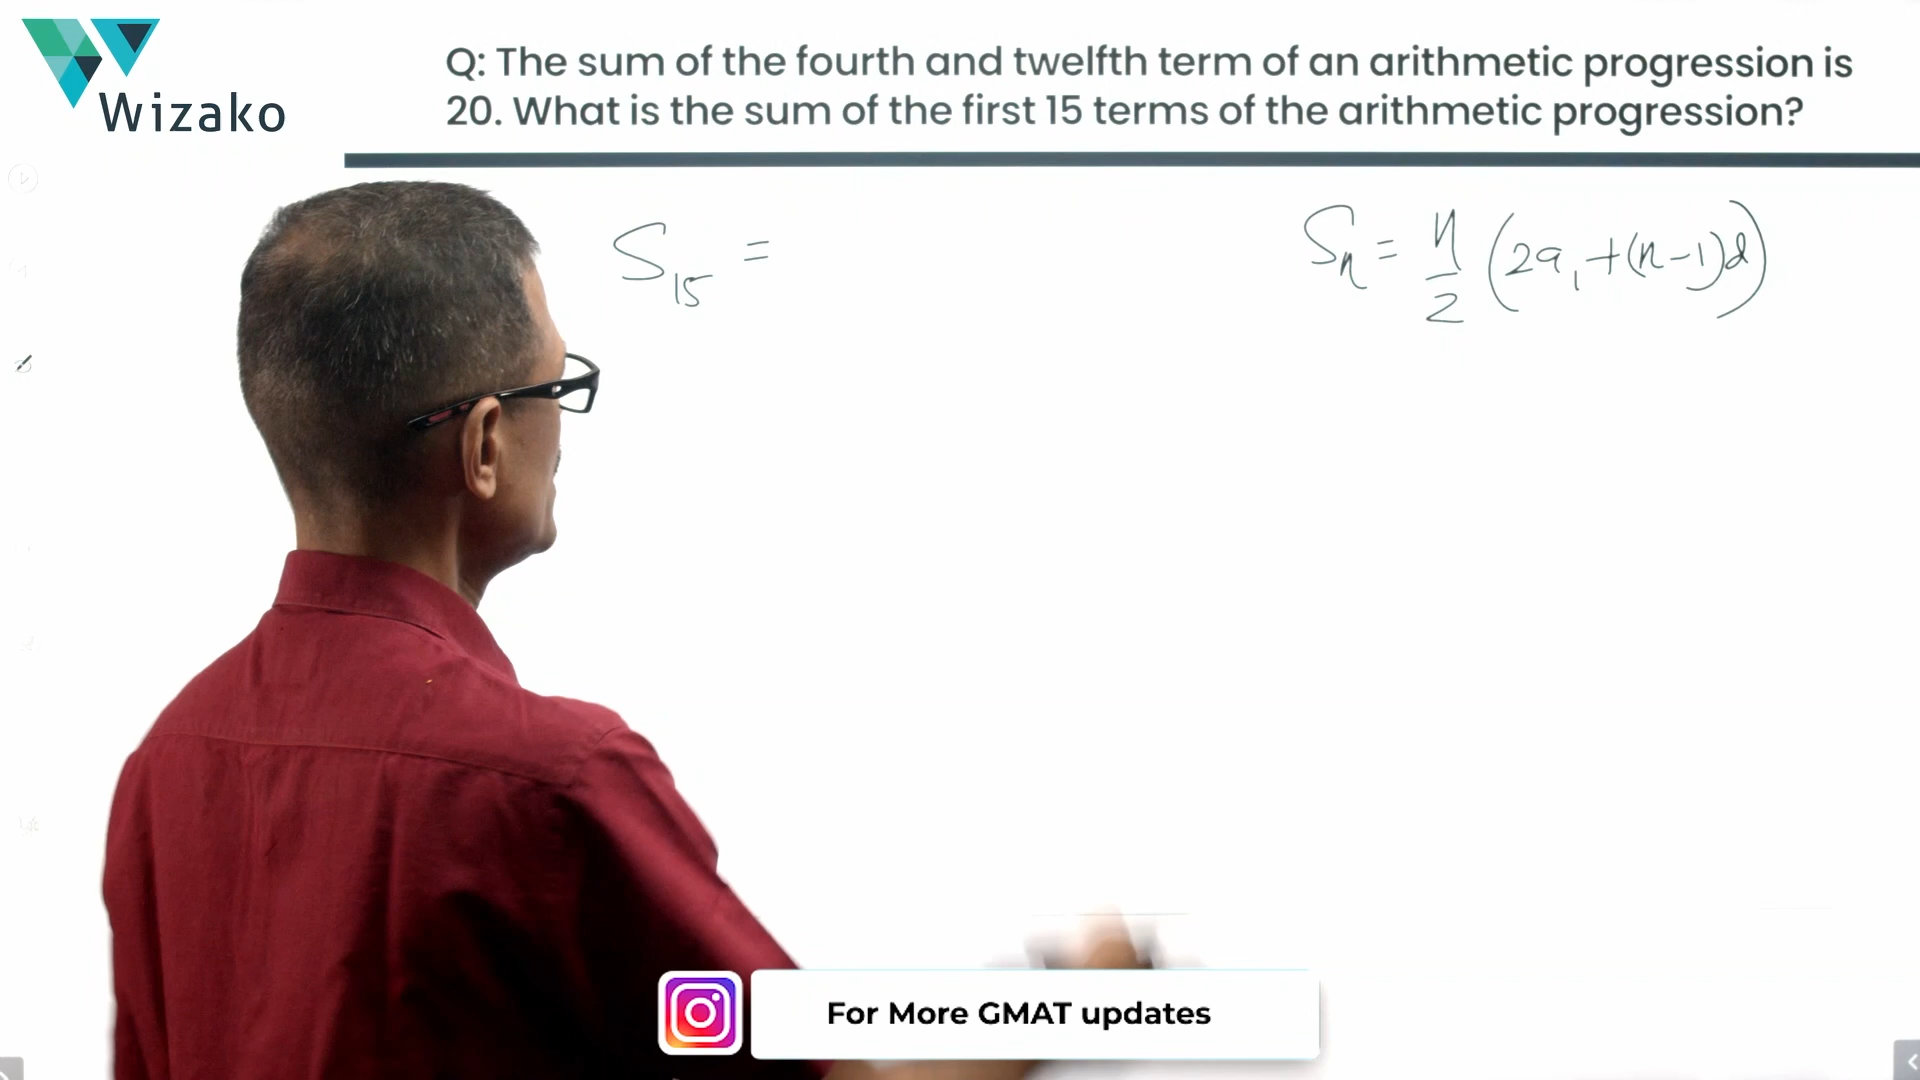 Wizako
Q: The sum of the fourth and twelfth term of an arithmetic progression is
20. What is the sum of the first 15 terms of the arithmetic progression?
S₁₅ =
Sₙ = n/2 (2a₁+(n-1)d)
For More GMAT updates